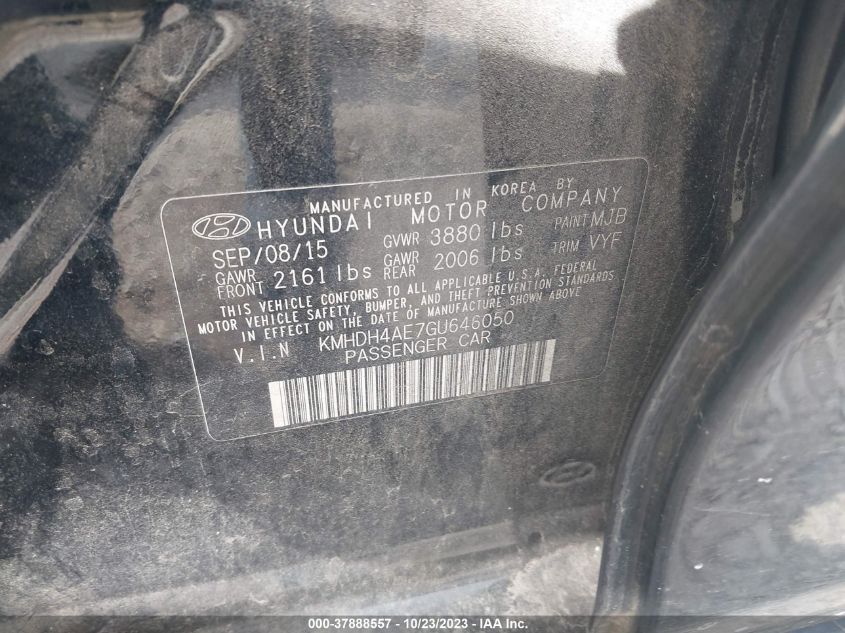 MANUFACTURED IN KOREA BY
HYUNDAI MOTOR COMPANY
SEP/08/15 GVWR 3880 lbs PAINT MJB
GAWR FRONT 2161 lbs GAWR REAR 2006 lbs TRIM VYF
THIS VEHICLE CONFORMS TO ALL APPLICABLE U.S.A. FEDERAL
MOTOR VEHICLE SAFETY, BUMPER, AND THEFT PREVENTION STANDARDS
IN EFFECT ON THE DATE OF MANUFACTURE SHOWN ABOVE
V.I.N KMHDH4AE7GU646050
PASSENGER CAR
000-37888557 - 10/23/2023 - IAA Inc.